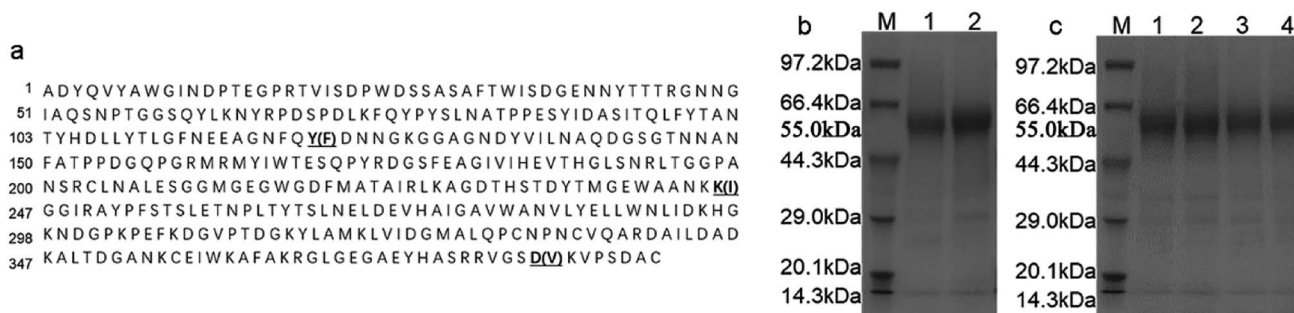 a
1 ADYQVYAWGINDPTEGPRTVISDPWDSSASAFTWISDGENNYTTTRGNNG
51 IAQSNPTGGSQYLKNYRPDSPDLKFQYPYSLNATPPESYIDASITQLFYTAN
103 TYHDLLYTLGFNEEAGNFQY(F)DNNGKGGAGNDYVILNAQDGSGTNNAN
150 FATPPDGQPGRMRMYIWTESQPYRDGSFEAGIVIHEVTHGLSNRLTGGPA
200 NSRCLNALESGGMGEGWGDFMATAIRLKAGDTHSTDYTMGEWAANKK(I)
247 GGIRAYPFSTSLETNPLTYTSLNELDEVHAIGAVWANVLYELLWNLIDKHG
298 KNDGPKPEFKDGVPTDGKYLAMKLVIDGMALQPCNPNCVQARDAILDAD
347 KALTDGANKCEIWKAFAKRGLGEGAEYHASRRVGSD(V)KVPSDAC
b
M 1 2
97.2kDa
66.4kDa
55.0kDa
44.3kDa
29.0kDa
20.1kDa
14.3kDa
c
M 1 2 3 4
97.2kDa
66.4kDa
55.0kDa
44.3kDa
29.0kDa
20.1kDa
14.3kDa